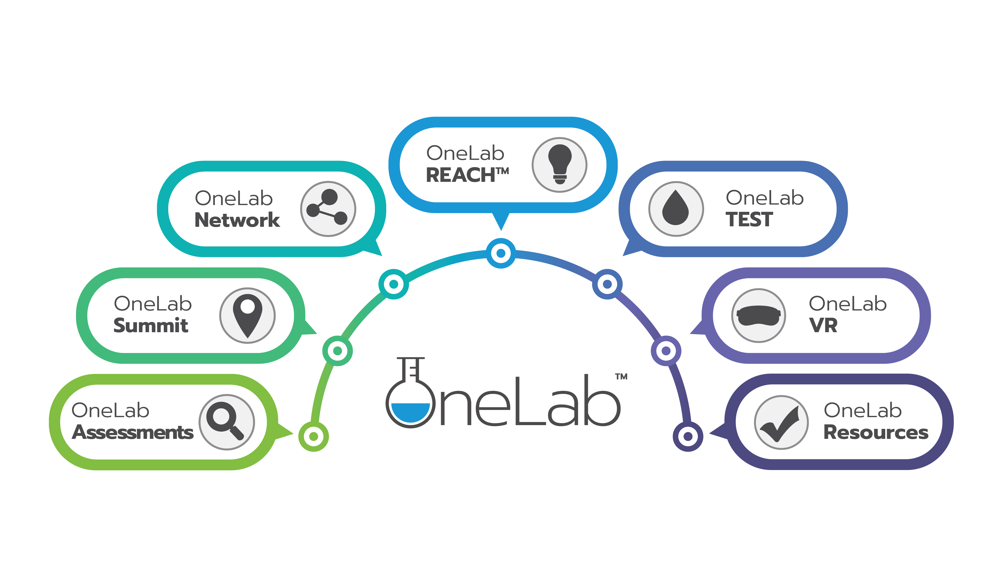 OneLab
REACH™
OneLab
Network
OneLab
TEST
OneLab
Summit
OneLab
VR
OneLab™
OneLab
Assessments
OneLab
Resources